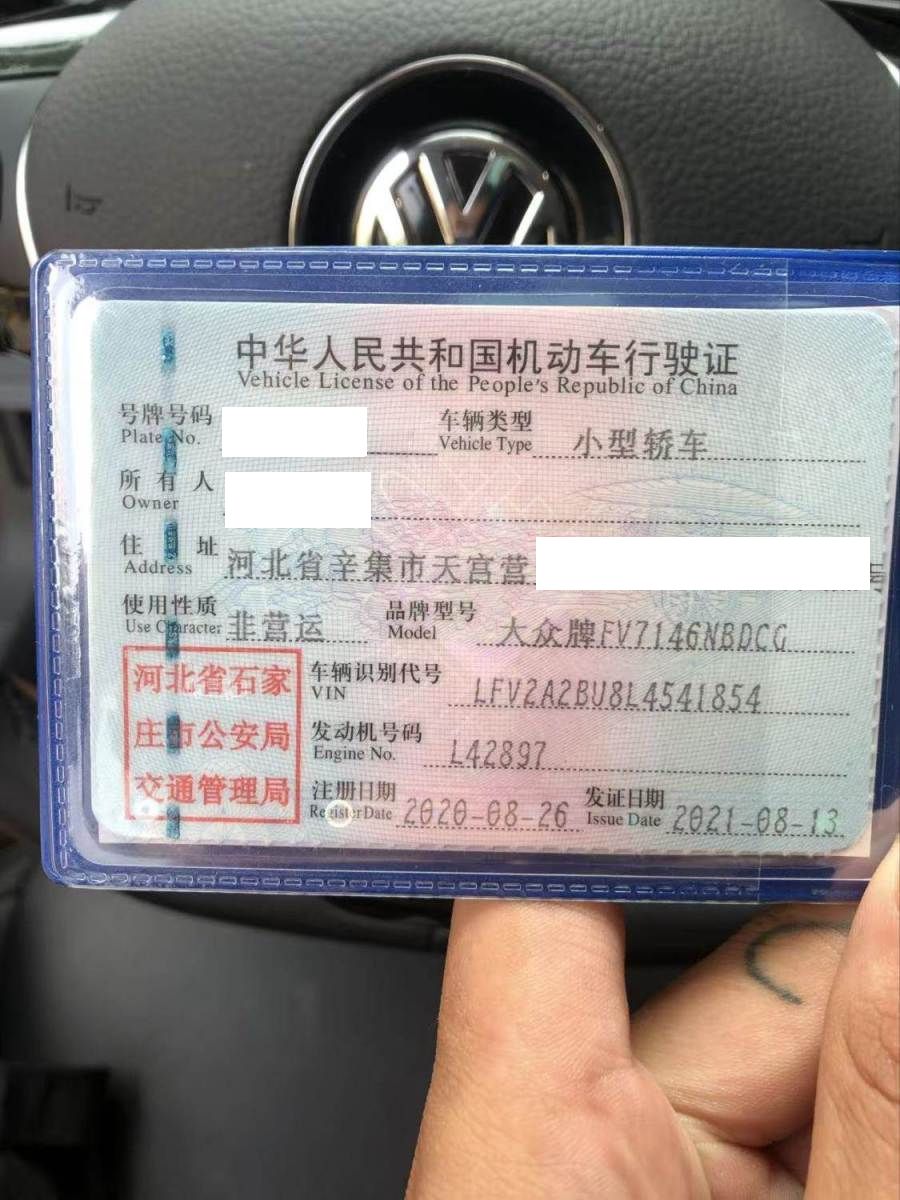 中华人民共和国机动车行驶证
Vehicle License of the People's Republic of China
号牌号码 车辆类型 小型轿车
Plate No. Vehicle Type
所有人
Owner
住址 河北省辛集市天宫营
Address
使用性质 非营运 品牌型号 大众牌FV7146NBDCG
Use Character Model
河北省石家
庄市公安局
交通管理局
车辆识别代号 LFV2A2BU8L4541854
VIN
发动机号码 L42897
Engine No.
注册日期 2020-08-26 发证日期 2021-08-13
Register Date Issue Date